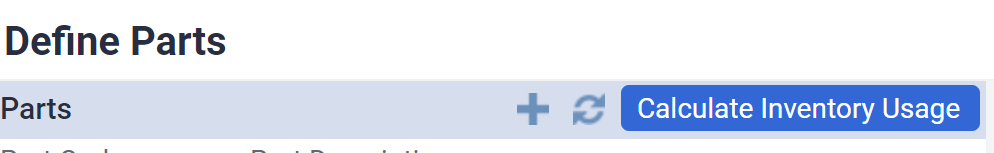 Define Parts
Parts
Calculate Inventory Usage